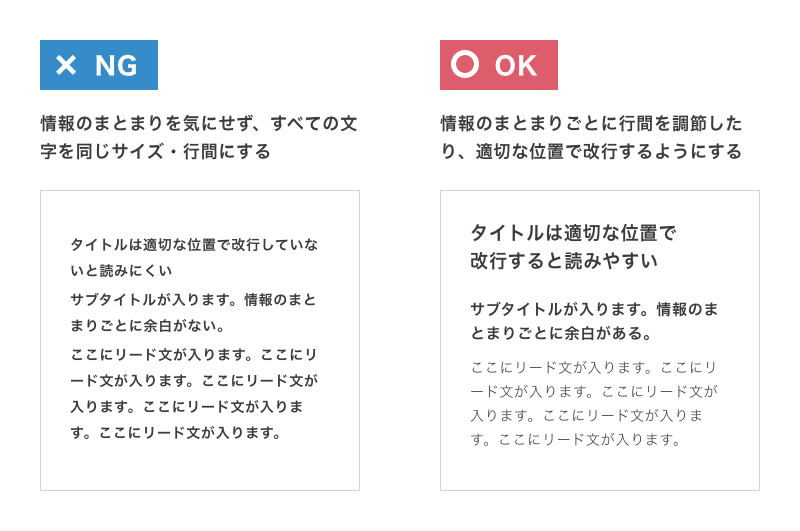 ✕ NG
情報のまとまりを気にせず、すべての文
字を同じサイズ・行間にする
タイトルは適切な位置で改行していな
いと読みにくい
サブタイトルが入ります。情報のまと
まりごとに余白がない。
ここにリード文が入ります。ここにリ
ード文が入ります。ここにリード文が
入ります。ここにリード文が入りま
す。ここにリード文が入ります。
○ OK
情報のまとまりごとに行間を調節した
り、適切な位置で改行するようにする
タイトルは適切な位置で
改行すると読みやすい
サブタイトルが入ります。情報のま
とまりごとに余白がある。
ここにリード文が入ります。ここにリ
ード文が入ります。ここにリード文が
入ります。ここにリード文が入りま
す。ここにリード文が入ります。